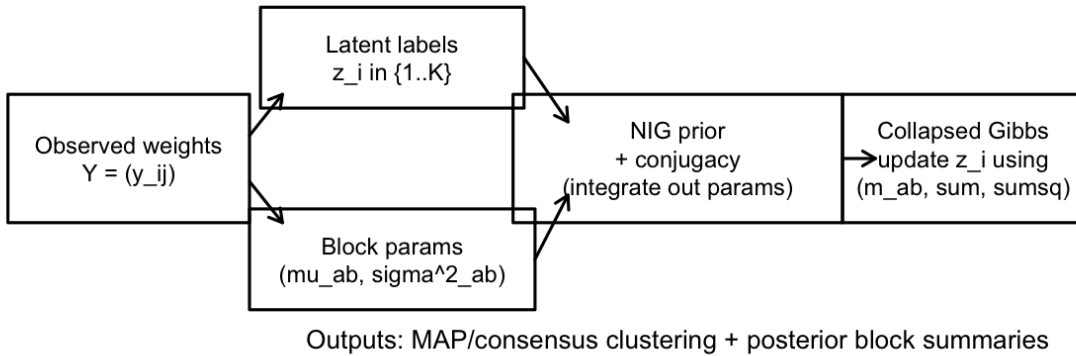 Latent labels
z_i in {1..K}
Observed weights
Y = (y_ij)
Block params
(mu_ab, sigma^2_ab)
NIG prior
+ conjugacy
(integrate out params)
Collapsed Gibbs
update z_i using
(m_ab, sum, sumsq)
Outputs: MAP/consensus clustering + posterior block summaries